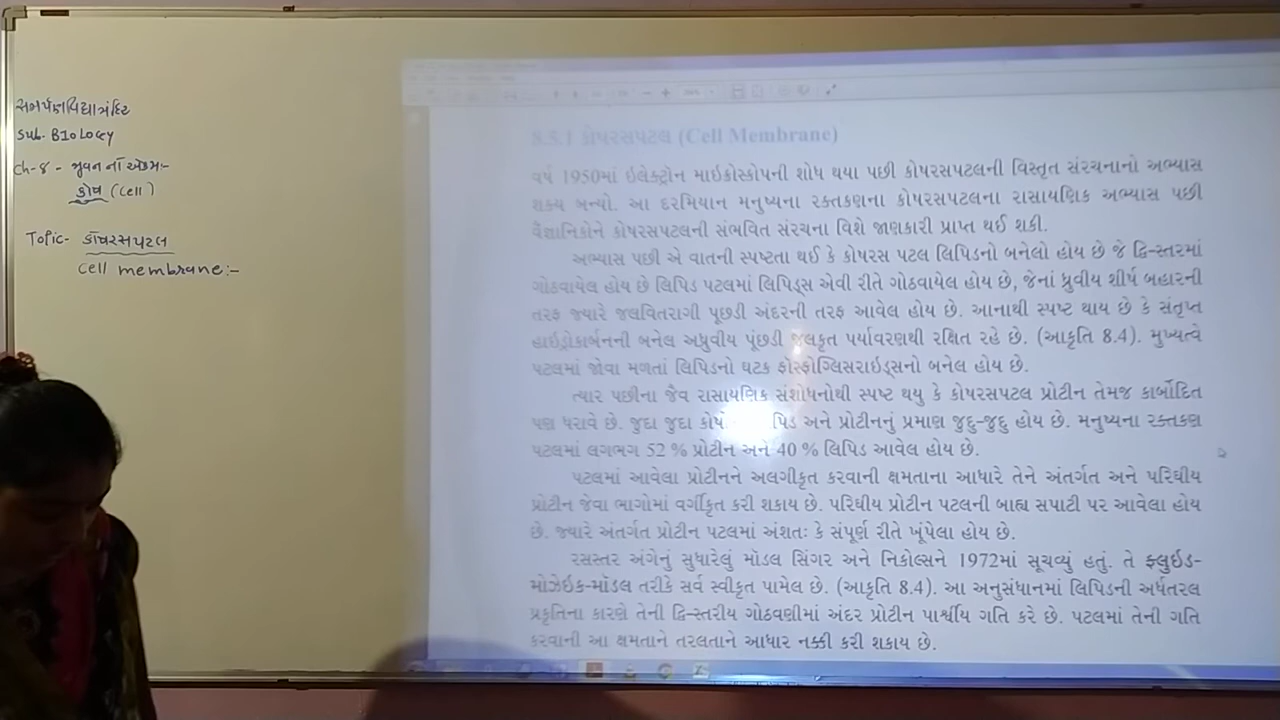 Sub. BIOLOGY
Ch-8 - જીવનનો એકમ:-
કોષ (Cell)
Topic- કોષરસપટલ
Cell membrane:-
8.5.1 કોષરસપટલ (Cell Membrane)
વર્ષ 1950માં ઇલેક્ટ્રૉન માઇક્રોસ્કોપની શોધ થયા પછી કોષરસપટલની વિસ્તૃત સંરચનાનો અભ્યાસ
શક્ય બન્યો. આ દરમિયાન મનુષ્યના રક્તકણના કોષરસપટલના રાસાયણિક અભ્યાસ પછી
વૈજ્ઞાનિકોને કોષરસપટલની સંભવિત સંરચના વિશે જાણકારી પ્રાપ્ત થઈ શકી.
અભ્યાસ પછી એ વાતની સ્પષ્ટતા થઈ કે કોષરસ પટલ લિપિડનો બનેલો હોય છે જે દ્વિ-સ્તરમાં
ગોઠવાયેલ હોય છે લિપિડ પટલમાં લિપિડ્સ એવી રીતે ગોઠવાયેલ હોય છે, જેનાં ધ્રુવીય શીર્ષ બહારની
તરફ જ્યારે જલવિતરાગી પૂછડી અંદરની તરફ આવેલ હોય છે. આનાથી સ્પષ્ટ થાય છે કે સંતૃપ્ત
હાઇડ્રોકાર્બનની બનેલ અધ્રુવીય પૂંછડી જલકૃત પર્યાવરણથી રક્ષિત રહે છે. (આકૃતિ 8.4). મુખ્યત્વે
પટલમાં જોવા મળતાં લિપિડનો ઘટક ફૉસ્ફોગ્લિસરાઇડ્સનો બનેલ હોય છે.
ત્યાર પછીના જૈવ રાસાયણિક સંશોધનોથી સ્પષ્ટ થયુ કે કોષરસપટલ પ્રોટીન તેમજ કાર્બોદિત
પણ ધરાવે છે. જુદા જુદા કોષો પિડ અને પ્રોટીનનું પ્રમાણ જુદુ-જુદુ હોય છે. મનુષ્યના રક્તકણ
પટલમાં લગભગ 52 % પ્રોટીન અને 40 % લિપિડ આવેલ હોય છે.
પટલમાં આવેલા પ્રોટીનને અલગીકૃત કરવાની ક્ષમતાના આધારે તેને અંતર્ગત અને પરિઘીય
પ્રોટીન જેવા ભાગોમાં વર્ગીકૃત કરી શકાય છે. પરિઘીય પ્રોટીન પટલની બાહ્ય સપાટી પર આવેલા હોય
છે. જ્યારે અંતર્ગત પ્રોટીન પટલમાં અંશતઃ કે સંપૂર્ણ રીતે ખૂંપેલા હોય છે.
રસસ્તર અંગેનું સુધારેલું મૉડલ સિંગર અને નિકોલ્સને 1972માં સૂચવ્યું હતું. તે ફ્લુઇડ-
મોઝેઇક-મૉડલ તરીકે સર્વ સ્વીકૃત પામેલ છે. (આકૃતિ 8.4). આ અનુસંધાનમાં લિપિડની અર્ધતરલ
પ્રકૃતિના કારણે તેની દ્વિ-સ્તરીય ગોઠવણીમાં અંદર પ્રોટીન પાર્શ્વીય ગતિ કરે છે. પટલમાં તેની ગતિ
કરવાની આ ક્ષમતાને તરલતાને આધાર નક્કી કરી શકાય છે.